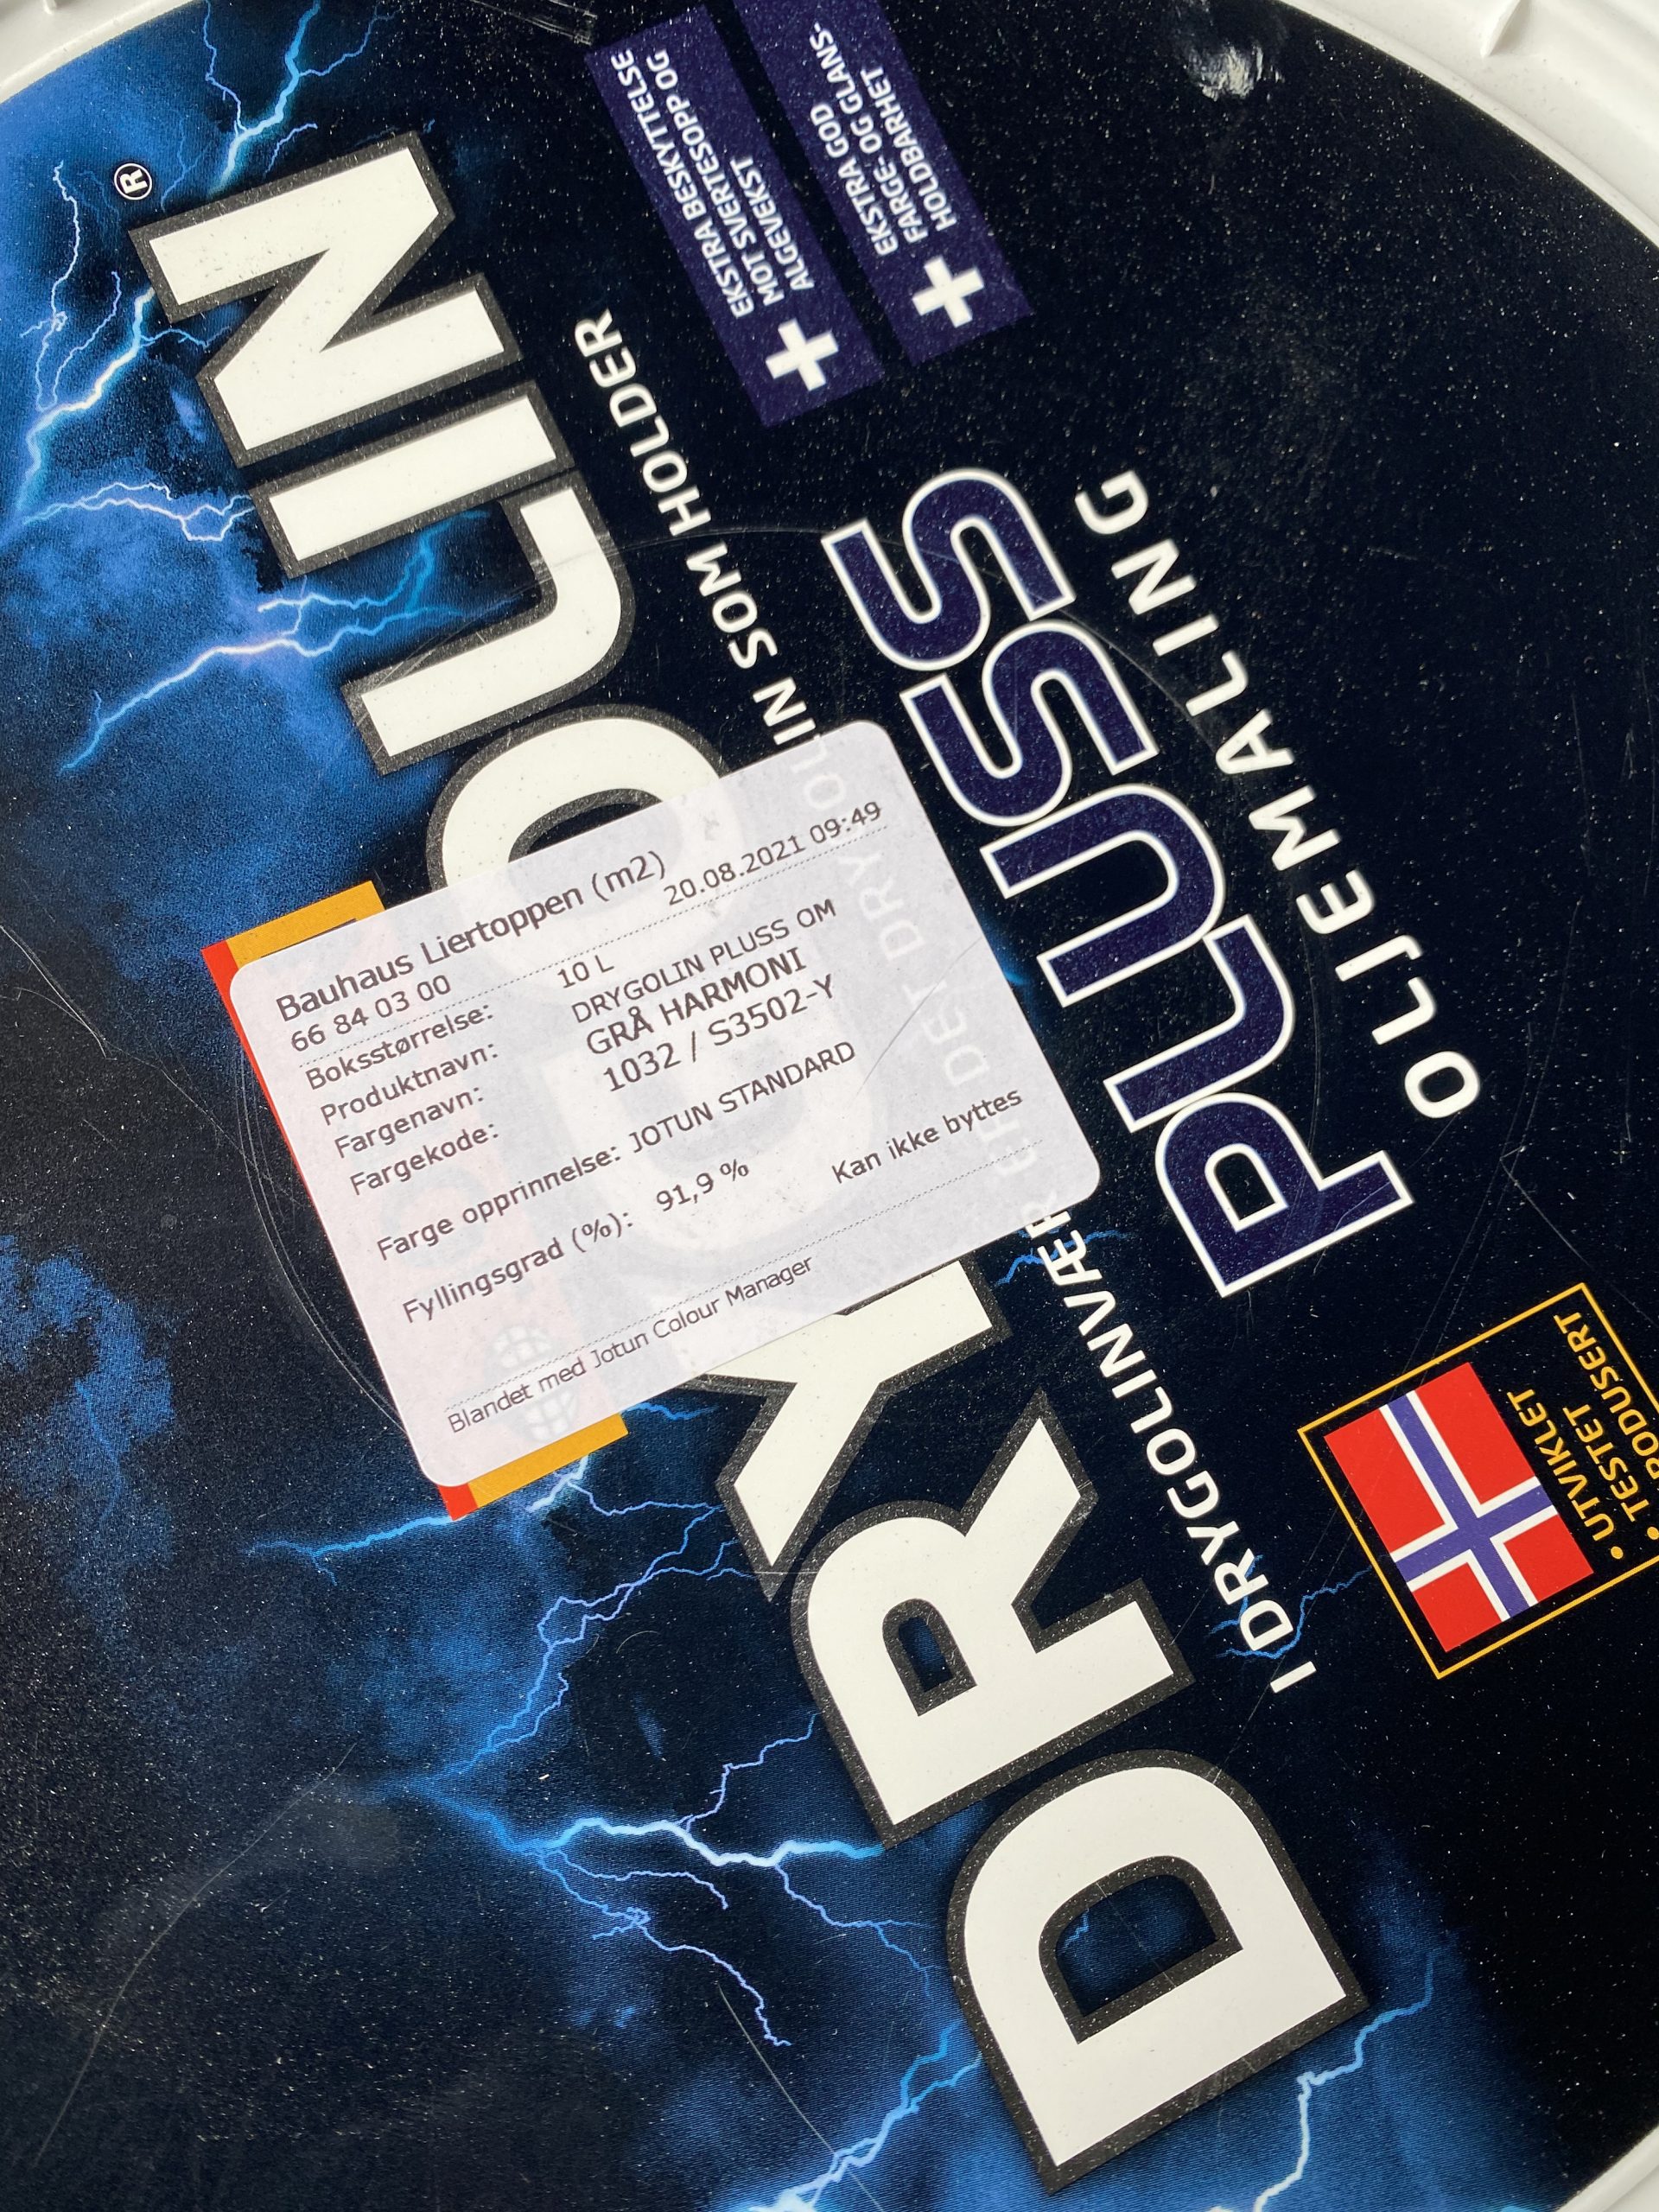 DRYGOLIN®
I DRYGOLINVÆR ER DET DRYGOLIN SOM HOLDER
PLUSS
OLJEMALING
+ EKSTRA BESKYTTELSE
MOT SVERTESOPP OG
ALGEVEKST
+ EKSTRA GOD
FARGE- OG GLANS-
HOLDBARHET
• UTVIKLET
• TESTET
Bauhaus Liertoppen (m2)
66 84 03 00 20.08.2021 09:49
Boksstørrelse: 10 L
Produktnavn: DRYGOLIN PLUSS OM
Fargenavn: GRÅ HARMONI
Fargekode: 1032 / S3502-Y
Farge opprinnelse: JOTUN STANDARD
Fyllingsgrad (%): 91,9 %
Kan ikke byttes
Blandet med Jotun Colour Manager